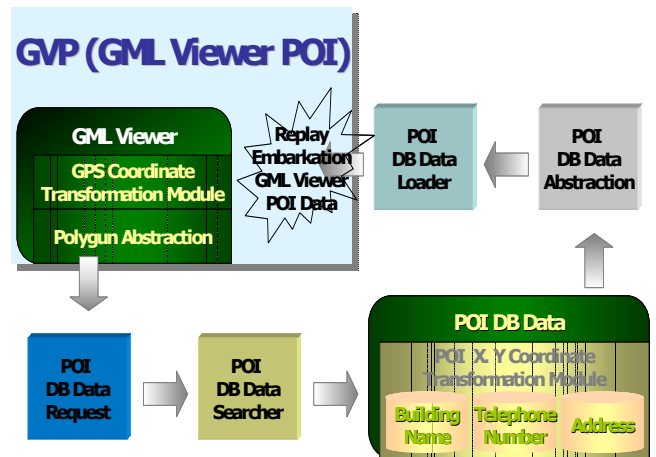 GVP (GML Viewer POI)
GML Viewer
GPS Coordinate
Transformation Module
Polygun Abstraction
Replay
Embarkation
GML Viewer
POI Data
POI
DB Data
Loader
POI
DB Data
Abstraction
POI
DB Data
Request
POI
DB Data
Searcher
POI DB Data
POI X. Y Coordinate
Transformation Module
Building
Name
Telephone
Number
Address